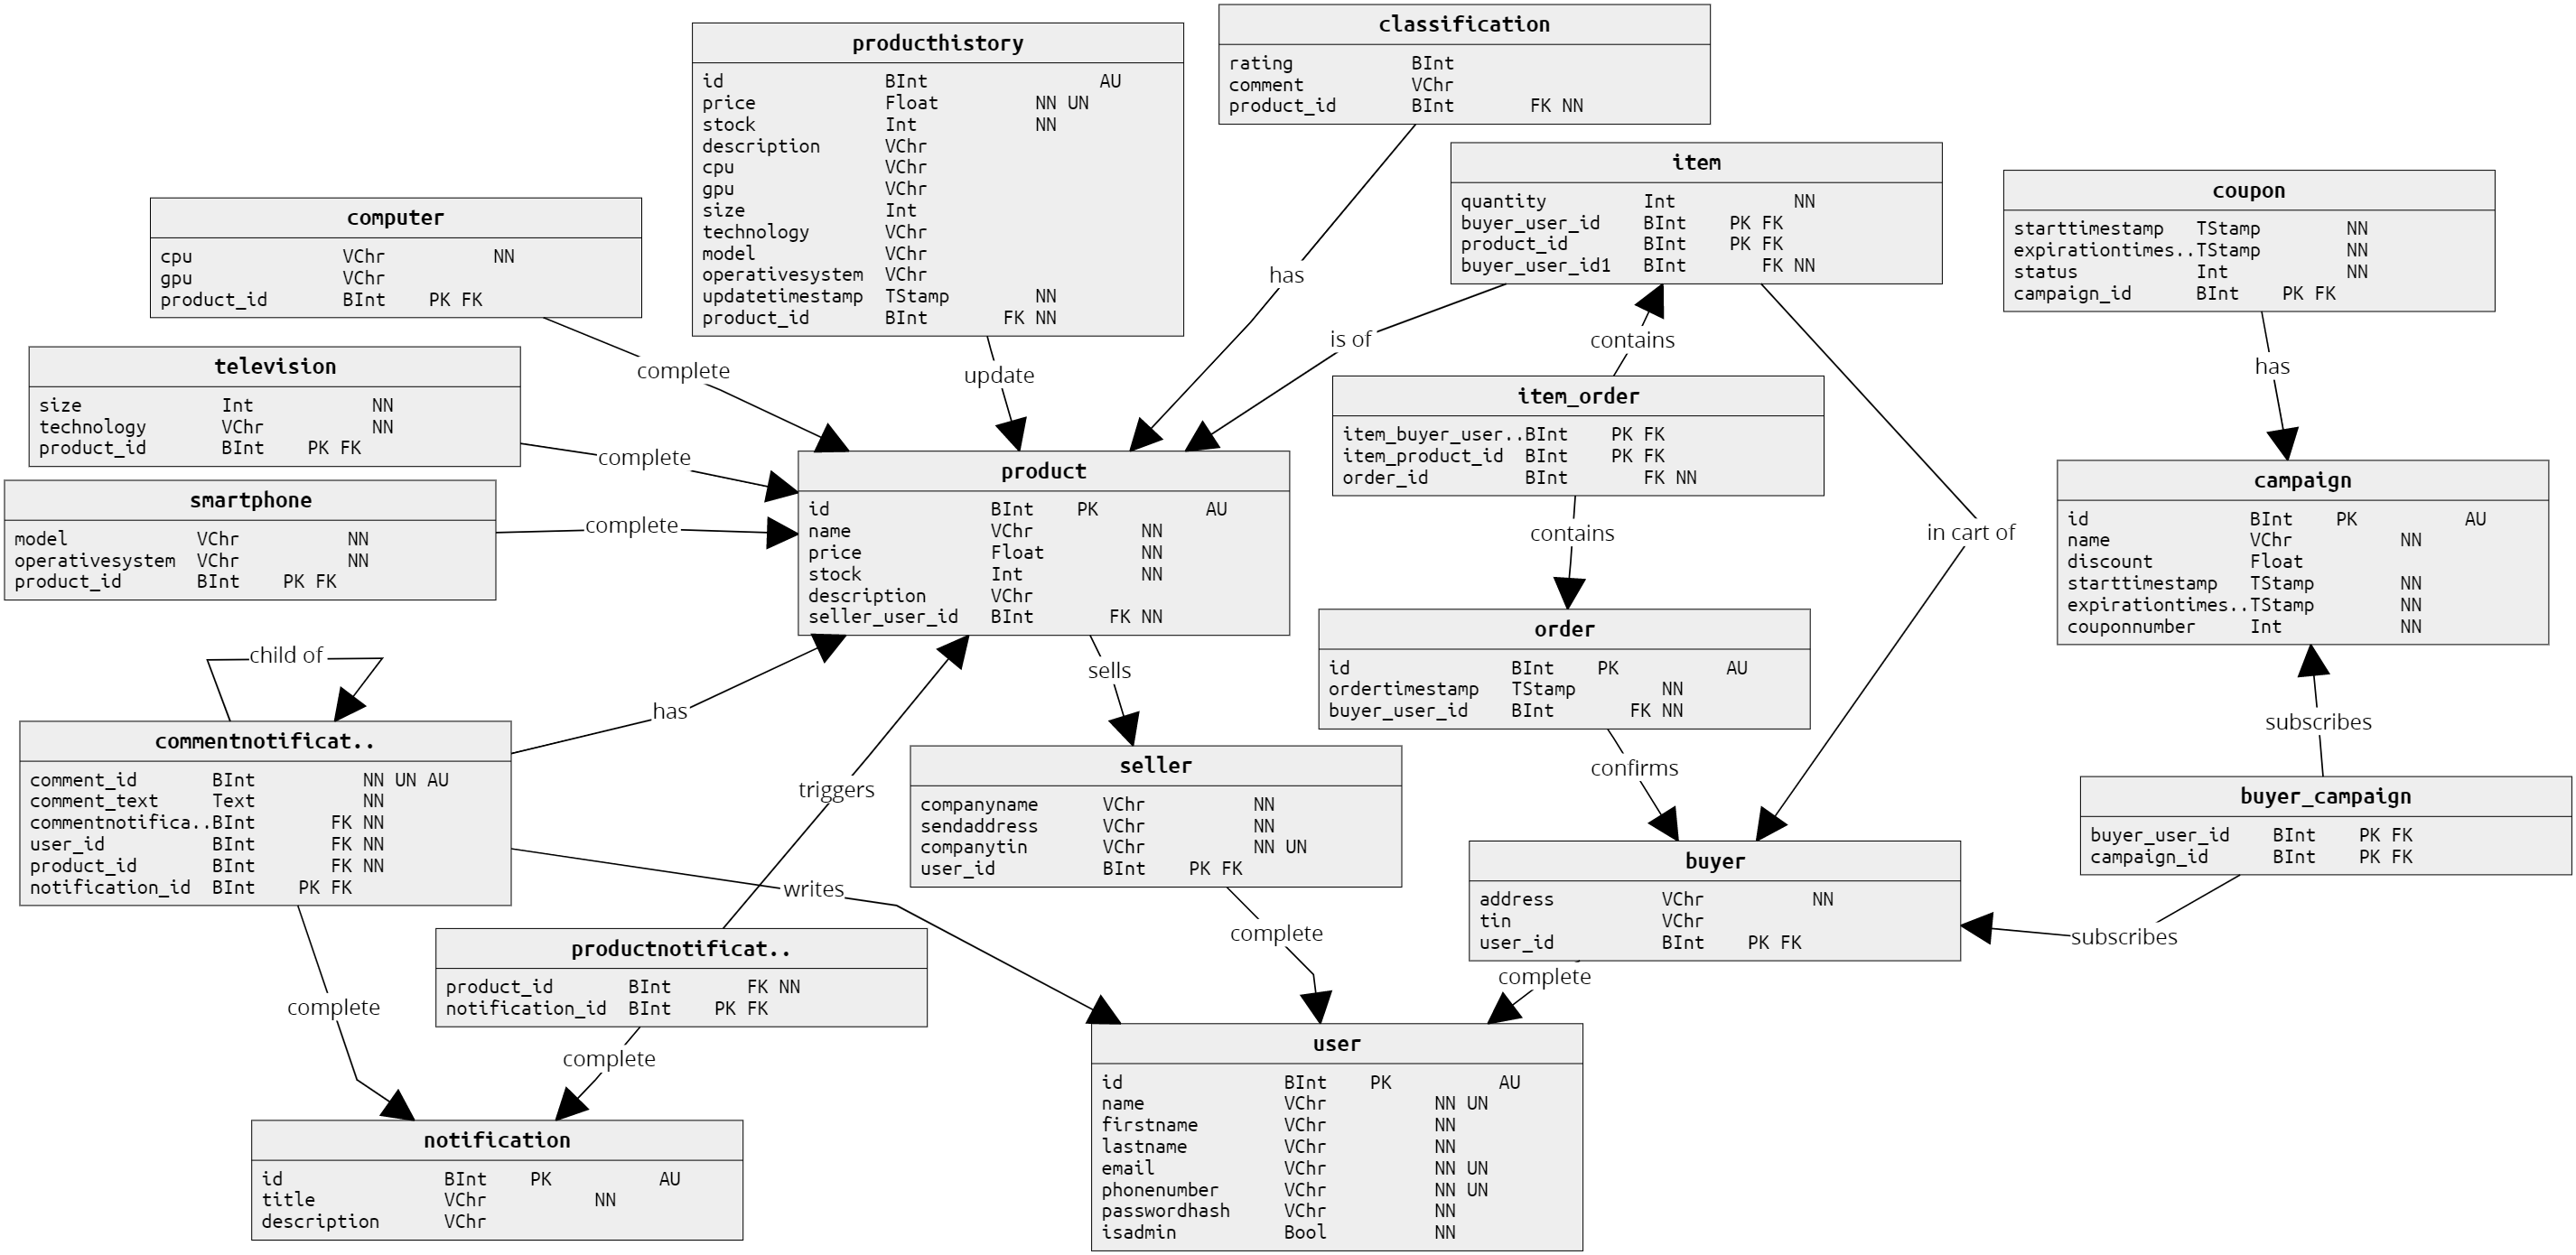 classification
rating BInt
comment VChr
product_id BInt FK NN
producthistory
id BInt AU
price Float NN UN
stock Int NN
description VChr
cpu VChr
gpu VChr
size Int
technology VChr
model VChr
operativesystem VChr
updatetimestamp TStamp NN
product_id BInt FK NN
item
quantity Int NN
buyer_user_id BInt PK FK
product_id BInt PK FK
buyer_user_id1 BInt FK NN
coupon
starttimestamp TStamp NN
expirationtimes..TStamp NN
status Int NN
campaign_id BInt PK FK
computer
cpu VChr NN
gpu VChr
product_id BInt PK FK
has
is of
contains
television
size Int NN
technology VChr NN
product_id BInt PK FK
complete
update
has
item_order
item_buyer_user..BInt PK FK
item_product_id BInt PK FK
order_id BInt FK NN
complete
product
id BInt PK AU
name VChr NN
price Float NN
stock Int NN
description VChr
seller_user_id BInt FK NN
smartphone
model VChr NN
operativesystem VChr NN
product_id BInt PK FK
complete
contains
in cart of
campaign
id BInt PK AU
name VChr NN
discount Float
starttimestamp TStamp NN
expirationtimes..TStamp NN
couponnumber Int NN
order
id BInt PK AU
ordertimestamp TStamp NN
buyer_user_id BInt FK NN
child of
sells
has
subscribes
commentnotificat..
comment_id BInt NN UN AU
comment_text Text NN
commentnotifica..BInt FK NN
user_id BInt FK NN
product_id BInt FK NN
notification_id BInt PK FK
seller
companyname VChr NN
sendaddress VChr NN
companytin VChr NN UN
user_id BInt PK FK
triggers
confirms
buyer_campaign
buyer_user_id BInt PK FK
campaign_id BInt PK FK
buyer
address VChr NN
tin VChr
user_id BInt PK FK
writes
complete
subscribes
productnotificat..
product_id BInt FK NN
notification_id BInt PK FK
complete
complete
complete
user
id BInt PK AU
name VChr NN UN
firstname VChr NN
lastname VChr NN
email VChr NN UN
phonenumber VChr NN UN
passwordhash VChr NN
isadmin Bool NN
notification
id BInt PK AU
title VChr NN
description VChr